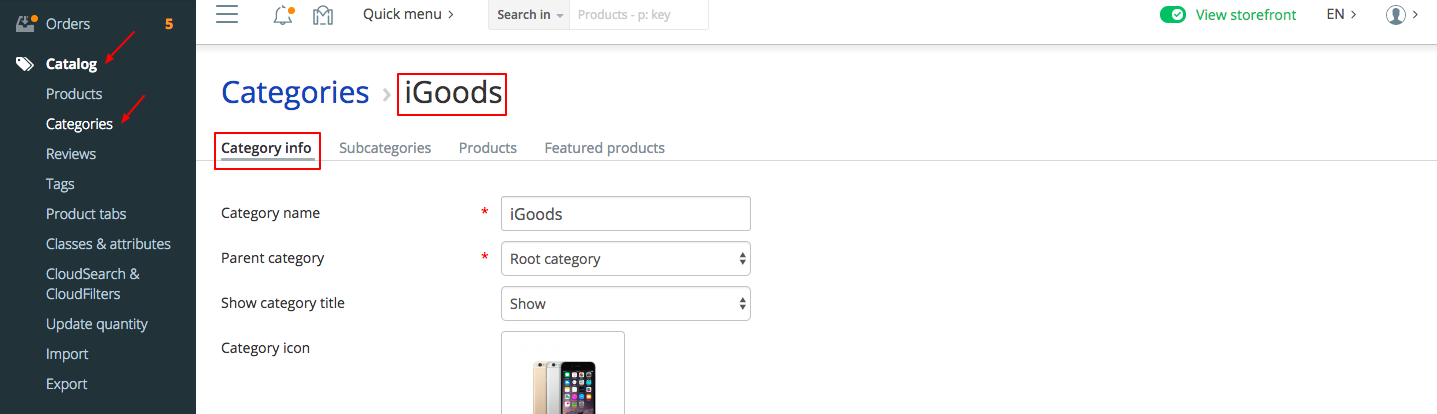 Orders 5
Catalog
Products
Categories
Reviews
Tags
Product tabs
Classes & attributes
CloudSearch &
CloudFilters
Update quantity
Import
Export
Quick menu
Search in
Products - p: key
View storefront
EN
Categories › iGoods
Category info
Subcategories
Products
Featured products
Category name * iGoods
Parent category * Root category
Show category title Show
Category icon